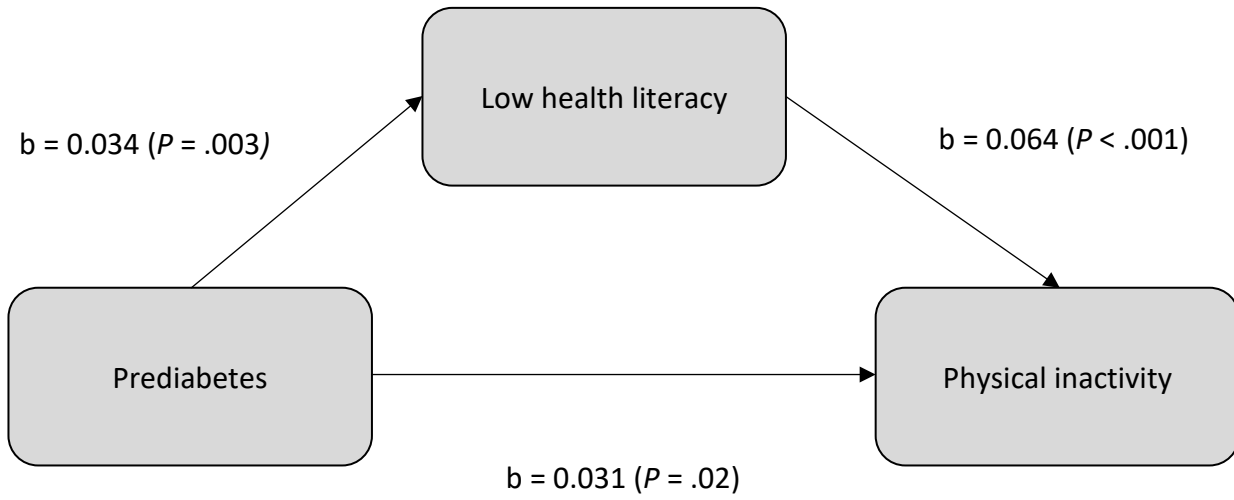 Low health literacy
b = 0.034 (P = .003)
b = 0.064 (P < .001)
Prediabetes
Physical inactivity
b = 0.031 (P = .02)